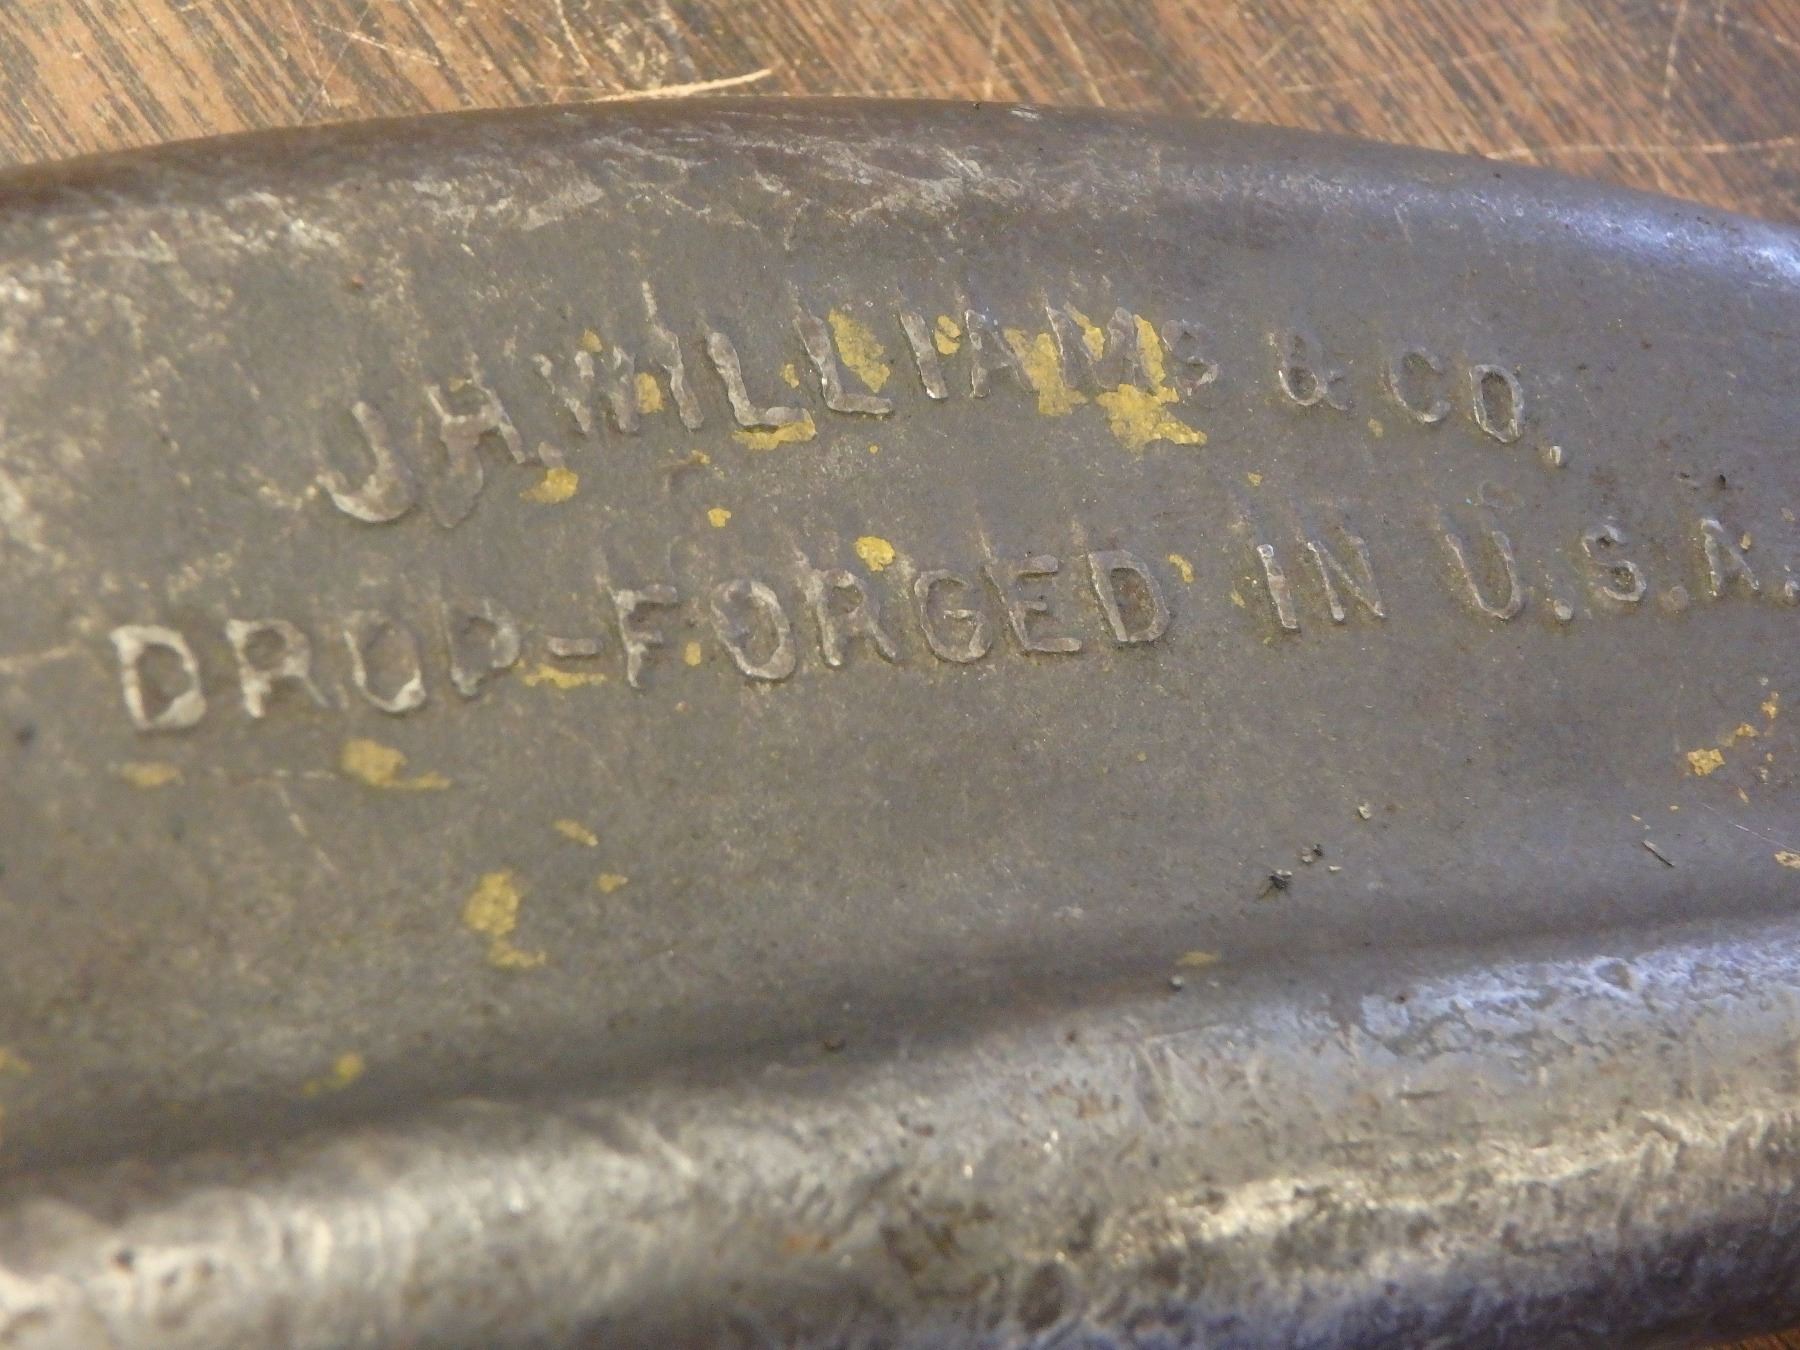 J.H. WILLIAMS & CO.
DROP-FORGED IN U.S.A.